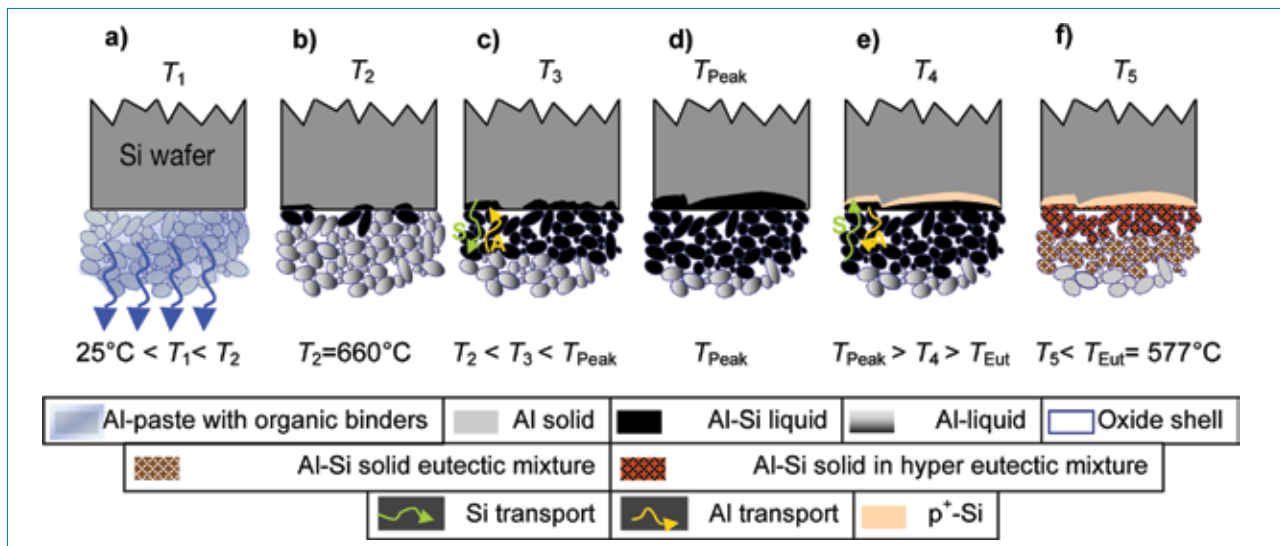 a) b) c) d) e) f)
T1 T2 T3 TPeak T4 T5
Si wafer
S A S A
25°C < T1< T2 T2=660°C T2 < T3 < TPeak TPeak TPeak > T4 > TEut T5< TEut= 577°C
Al-paste with organic binders Al solid Al-Si liquid Al-liquid Oxide shell
Al-Si solid eutectic mixture Al-Si solid in hyper eutectic mixture
Si transport Al transport p+-Si